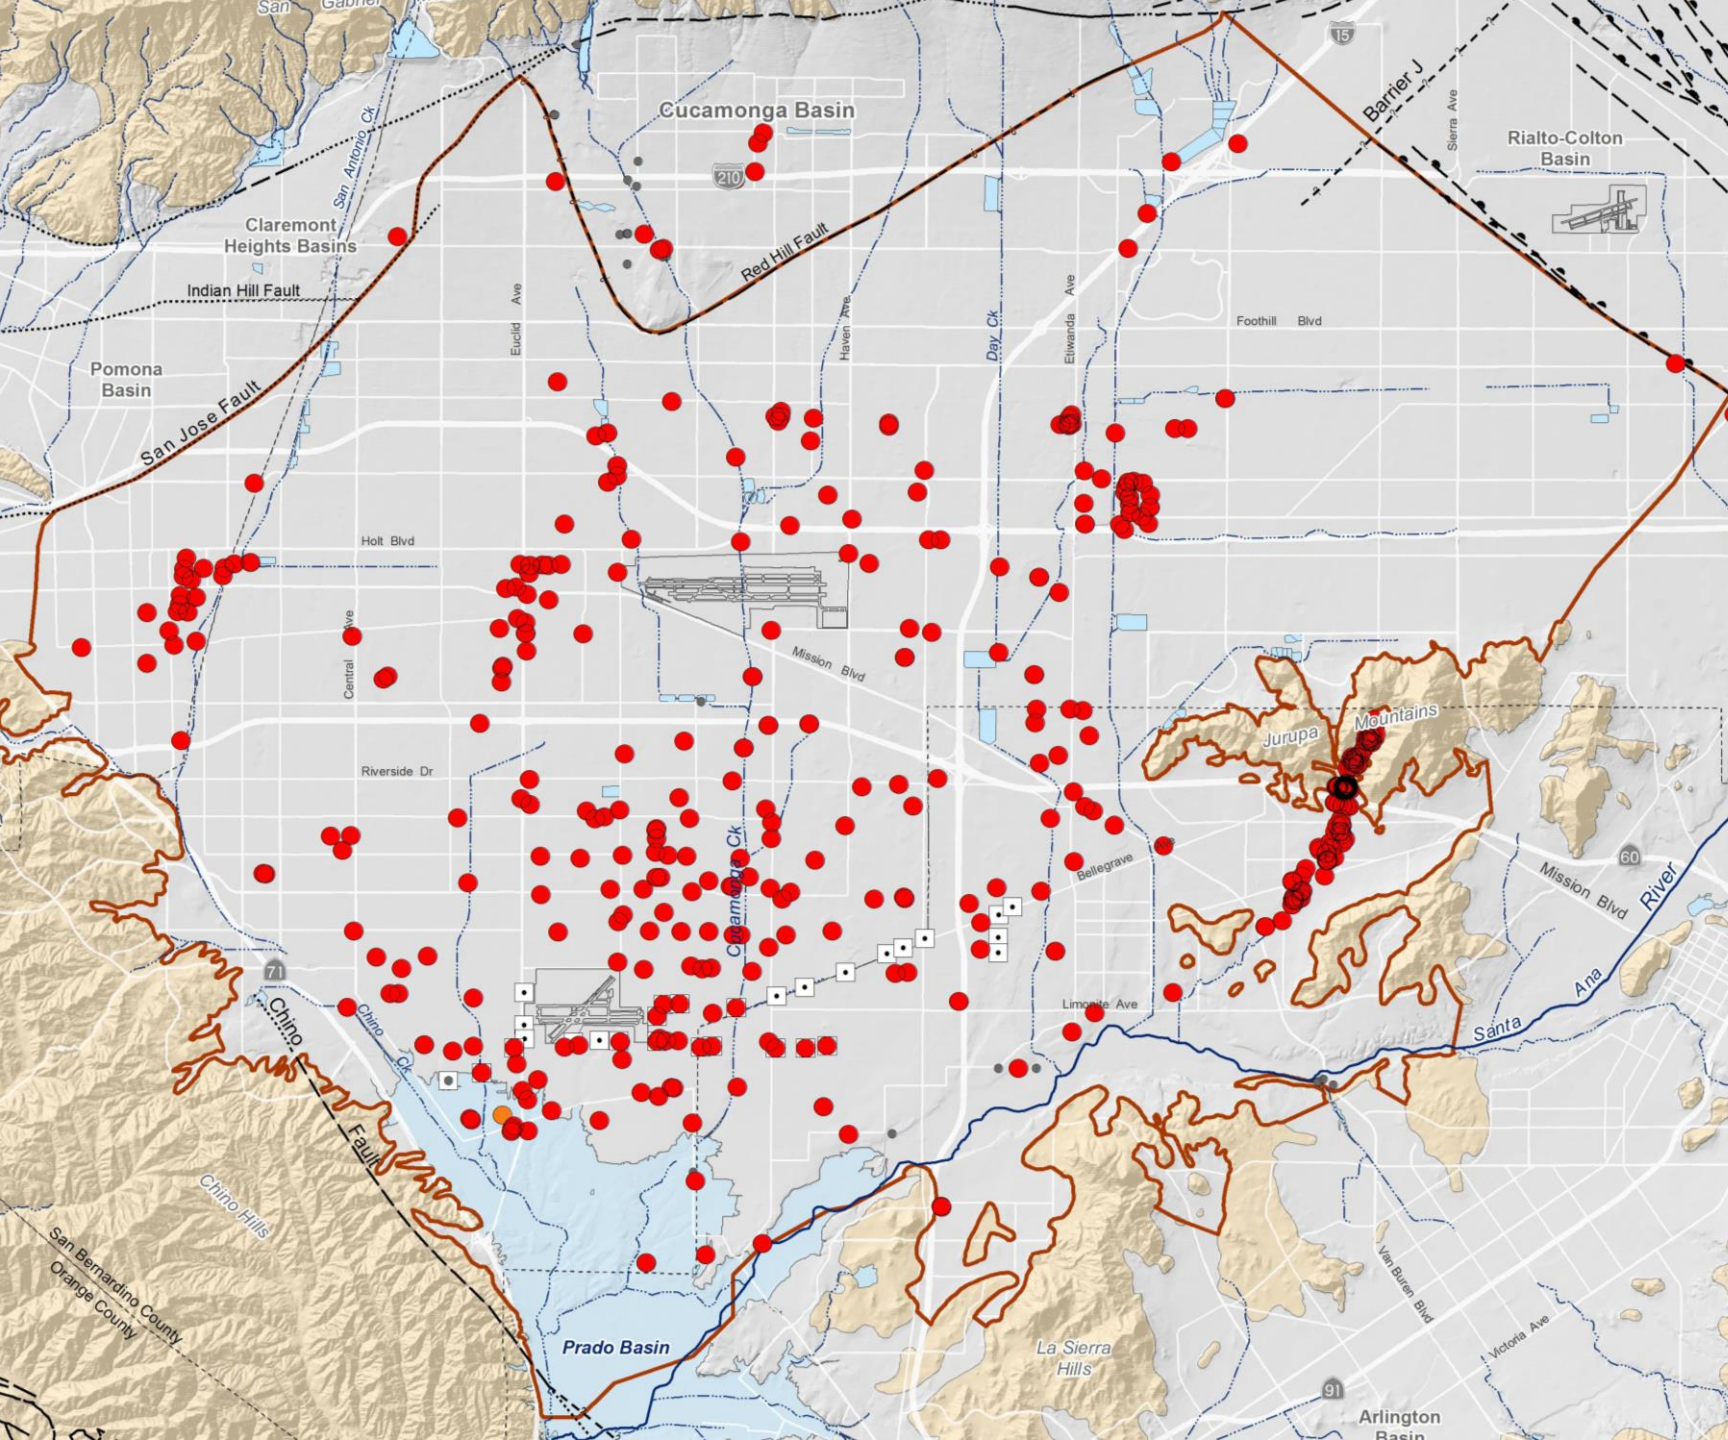 San Gabriel
15
San Antonio Ck
Cucamonga Basin
Barrier J
Sierra Ave
Rialto-Colton
Basin
210
Claremont
Heights Basins
Red Hill Fault
Indian Hill Fault
Euclid Ave
Haven Ave
Day Ck
Etiwanda Ave
Foothill Blvd
Pomona
Basin
San Jose Fault
Holt Blvd
Central Ave
Mission Blvd
Jurupa Mountains
Riverside Dr
Cucamonga Ck
Bellegrave Ave
60
Mission Blvd
River
71
Chino
Chino Ck
Limonite Ave
Ana
Santa
Fault
Chino Hills
San Bernardino County
Orange County
Van Buren Blvd
Victoria Ave
Prado Basin
La Sierra
Hills
91
Arlington
Basin